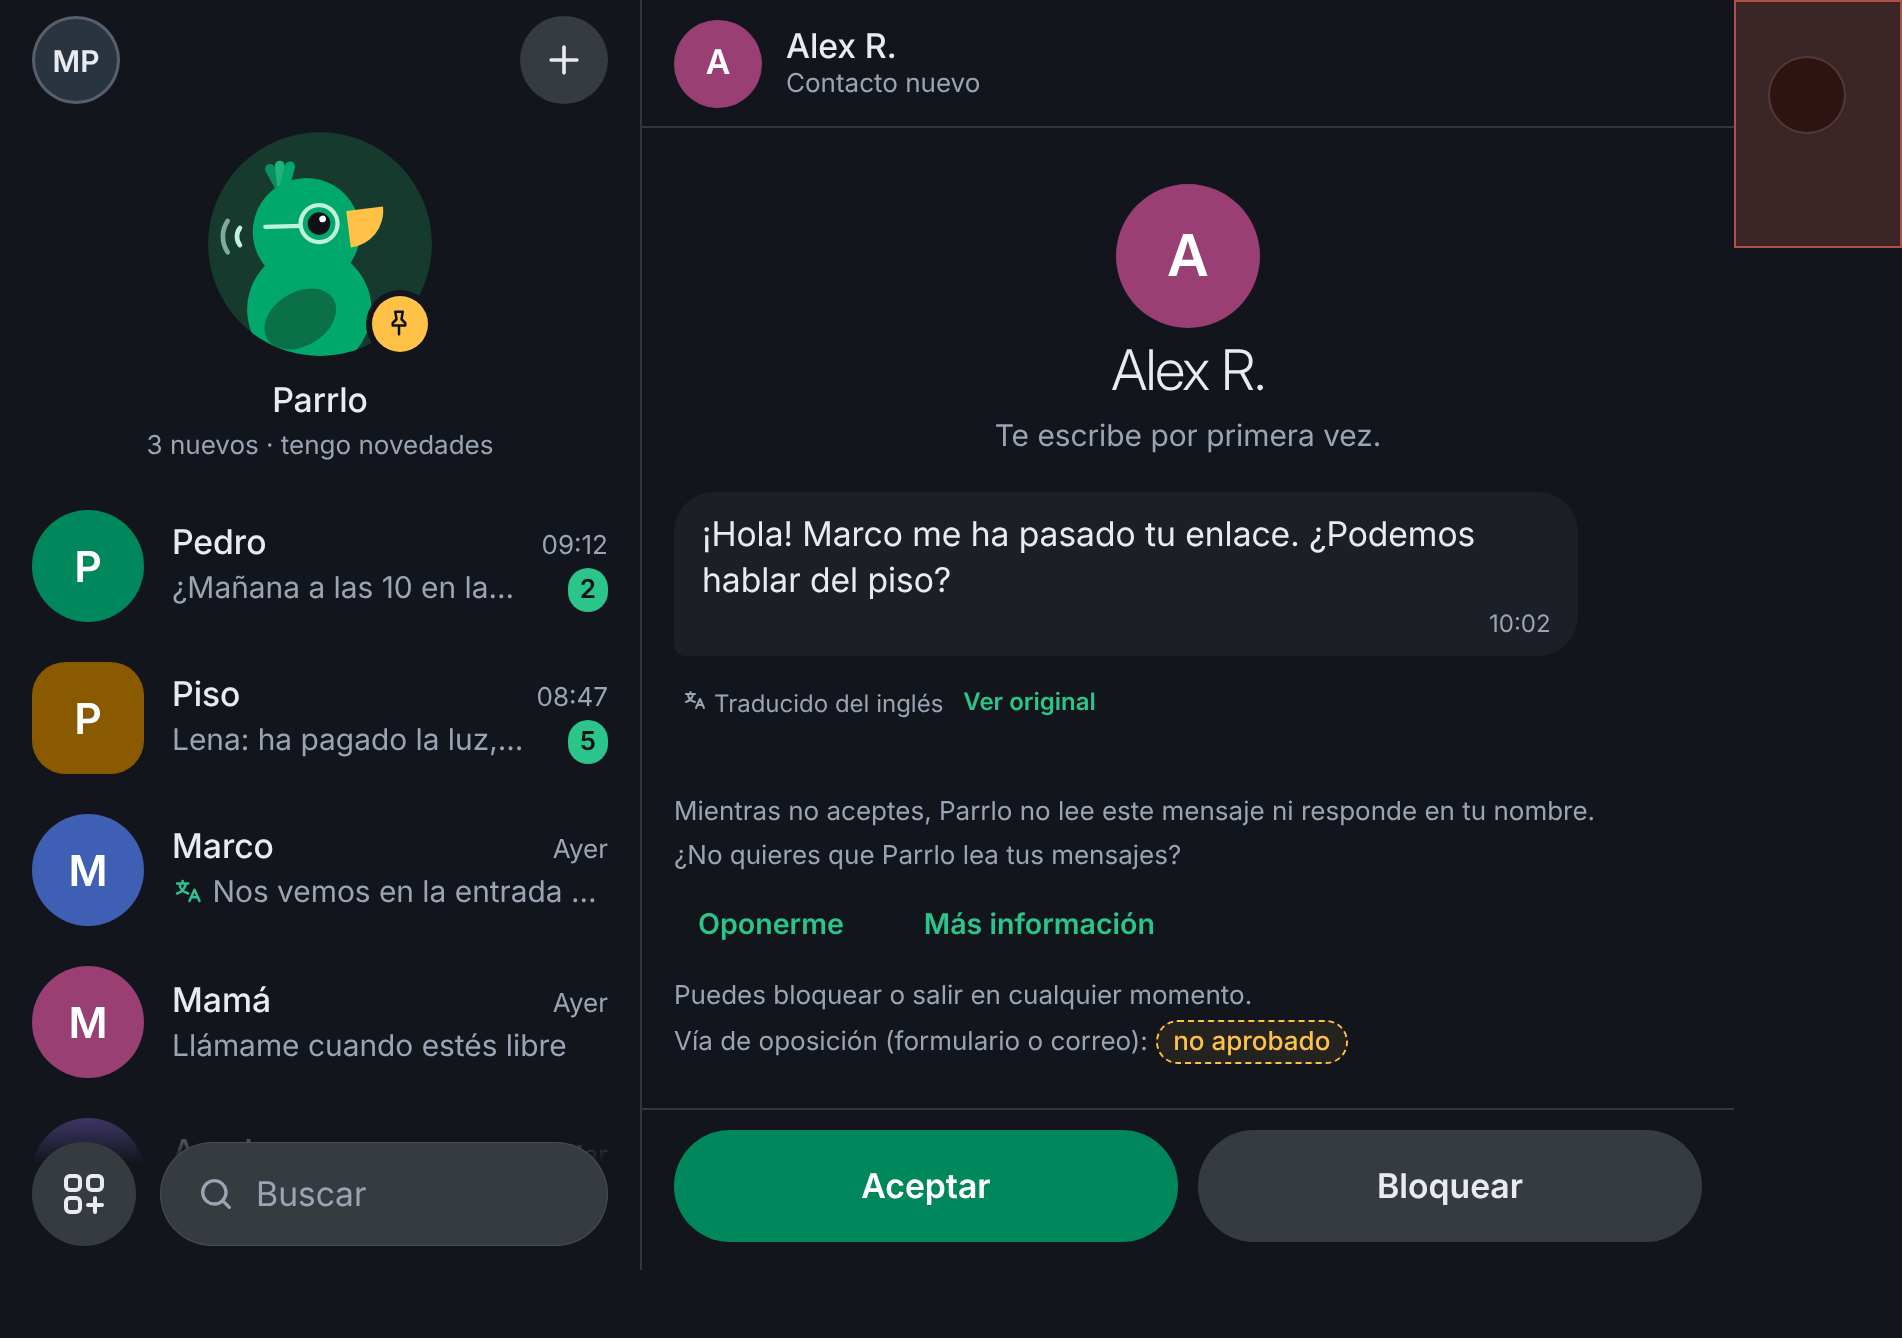 MP
Parrlo
3 nuevos · tengo novedades
P
Pedro
09:12
¿Mañana a las 10 en la...
2
P
Piso
08:47
Lena: ha pagado la luz,...
5
M
Marco
Ayer
Nos vemos en la entrada ...
M
Mamá
Ayer
Llámame cuando estés libre
Buscar
A
Alex R.
Contacto nuevo
A
Alex R.
Te escribe por primera vez.
¡Hola! Marco me ha pasado tu enlace. ¿Podemos
hablar del piso?
10:02
Traducido del inglés Ver original
Mientras no aceptes, Parrlo no lee este mensaje ni responde en tu nombre.
¿No quieres que Parrlo lea tus mensajes?
Oponerme Más información
Puedes bloquear o salir en cualquier momento.
Vía de oposición (formulario o correo): no aprobado
Aceptar
Bloquear